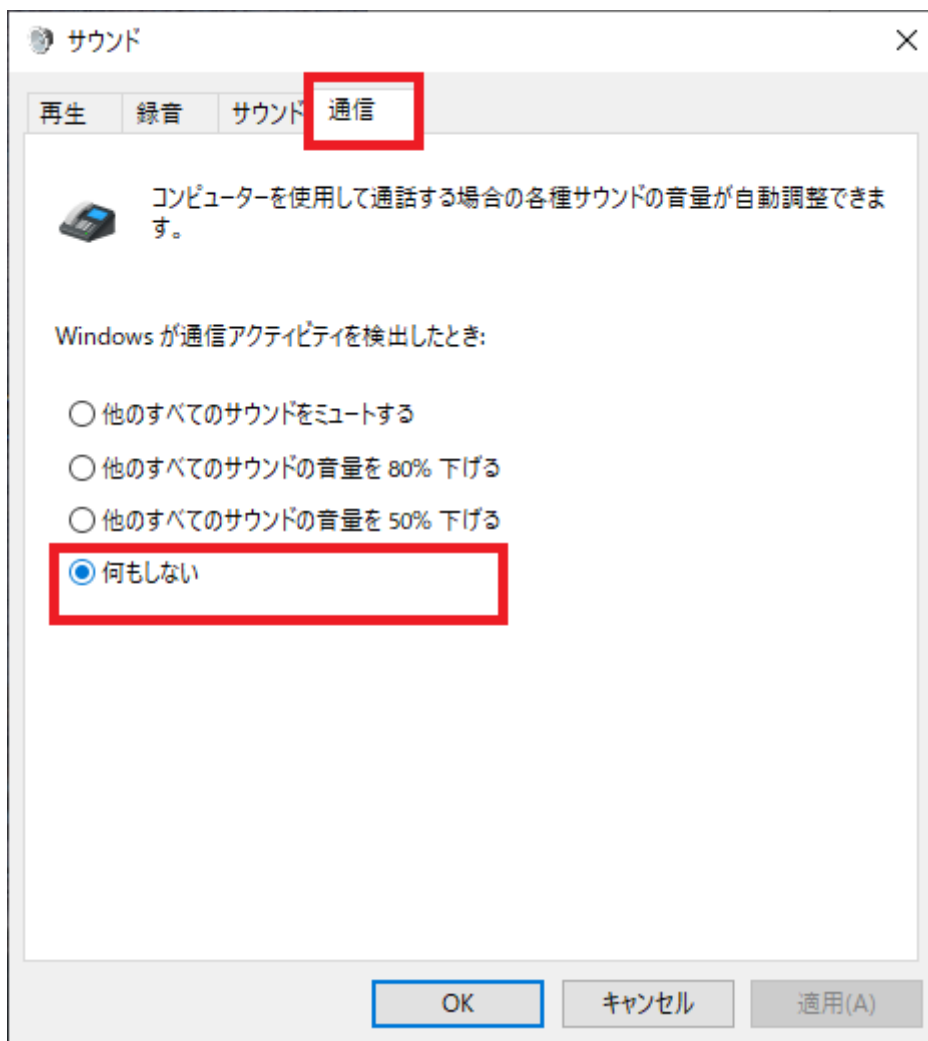 サウンド
再生
録音
サウンド
通信
コンピューターを使用して通話する場合の各種サウンドの音量が自動調整できま
す。
Windows が通信アクティビティを検出したとき:
他のすべてのサウンドをミュートする
他のすべてのサウンドの音量を 80% 下げる
他のすべてのサウンドの音量を 50% 下げる
何もしない
OK
キャンセル
適用(A)